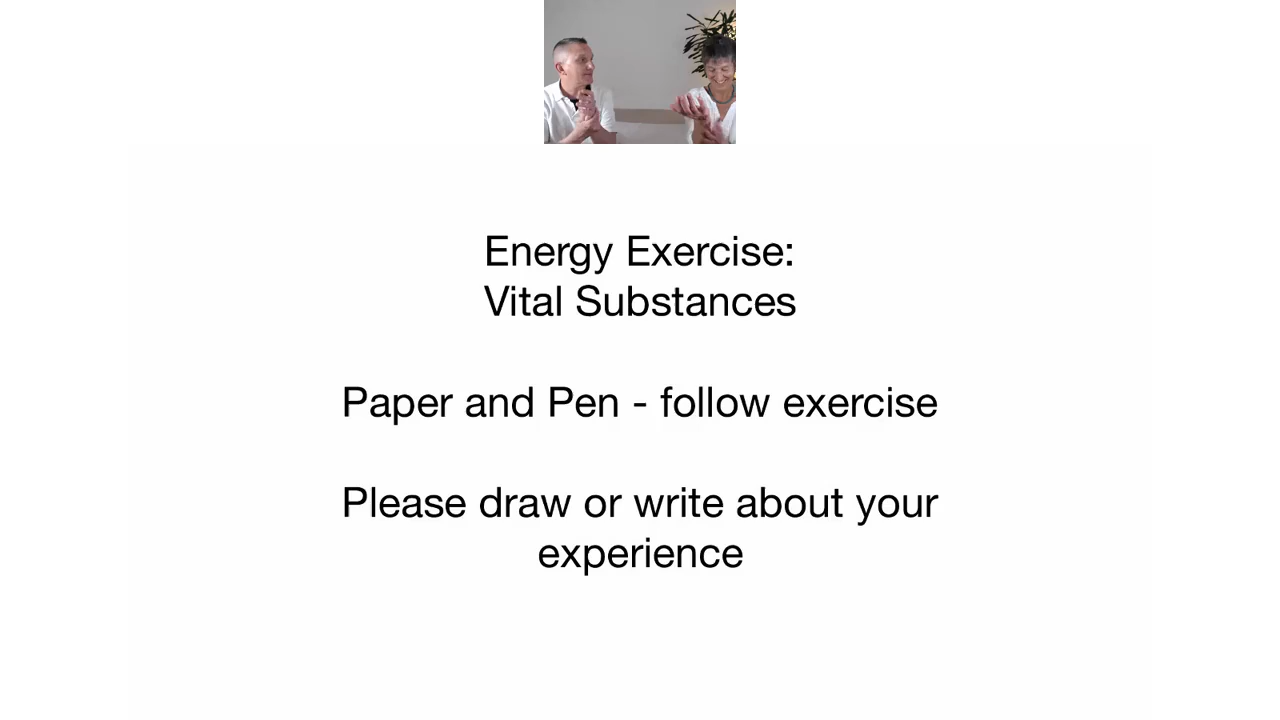 Energy Exercise:
Vital Substances
Paper and Pen - follow exercise
Please draw or write about your
experience